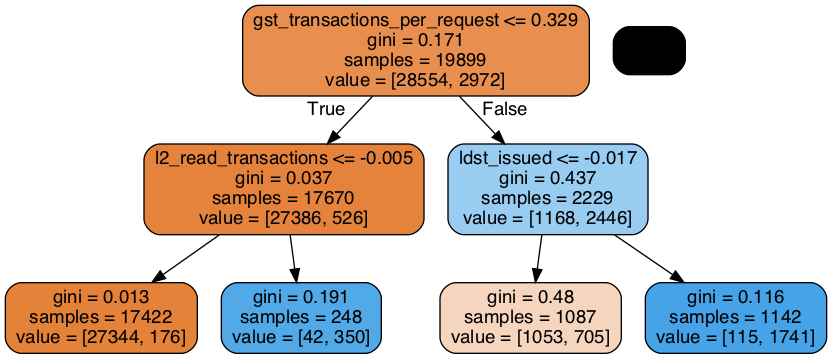 gst_transactions_per_request <= 0.329
gini = 0.171
samples = 19899
value = [28554, 2972]
True
False
l2_read_transactions <= -0.005
gini = 0.037
samples = 17670
value = [27386, 526]
ldst_issued <= -0.017
gini = 0.437
samples = 2229
value = [1168, 2446]
gini = 0.013
samples = 17422
value = [27344, 176]
gini = 0.191
samples = 248
value = [42, 350]
gini = 0.48
samples = 1087
value = [1053, 705]
gini = 0.116
samples = 1142
value = [115, 1741]